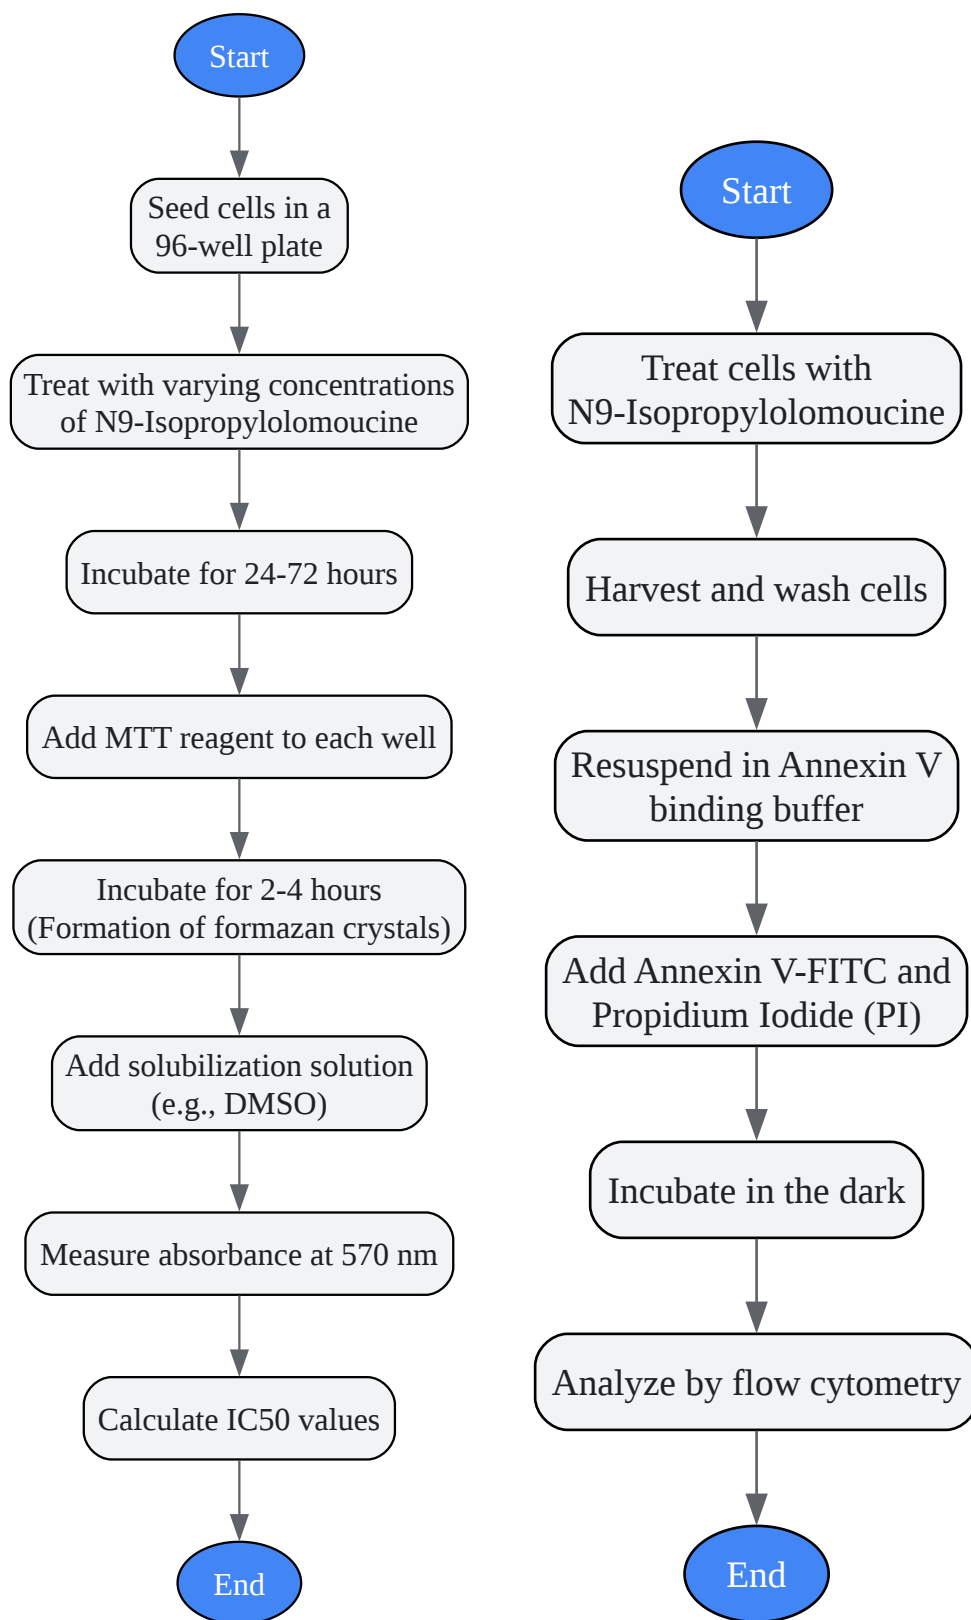 Start
Seed cells in a
96-well plate
Treat with varying concentrations
of N9-Isopropylolomoucine
Incubate for 24-72 hours
Add MTT reagent to each well
Incubate for 2-4 hours
(Formation of formazan crystals)
Add solubilization solution
(e.g., DMSO)
Measure absorbance at 570 nm
Calculate IC50 values
End
Start
Treat cells with
N9-Isopropylolomoucine
Harvest and wash cells
Resuspend in Annexin V
binding buffer
Add Annexin V-FITC and
Propidium Iodide (PI)
Incubate in the dark
Analyze by flow cytometry
End